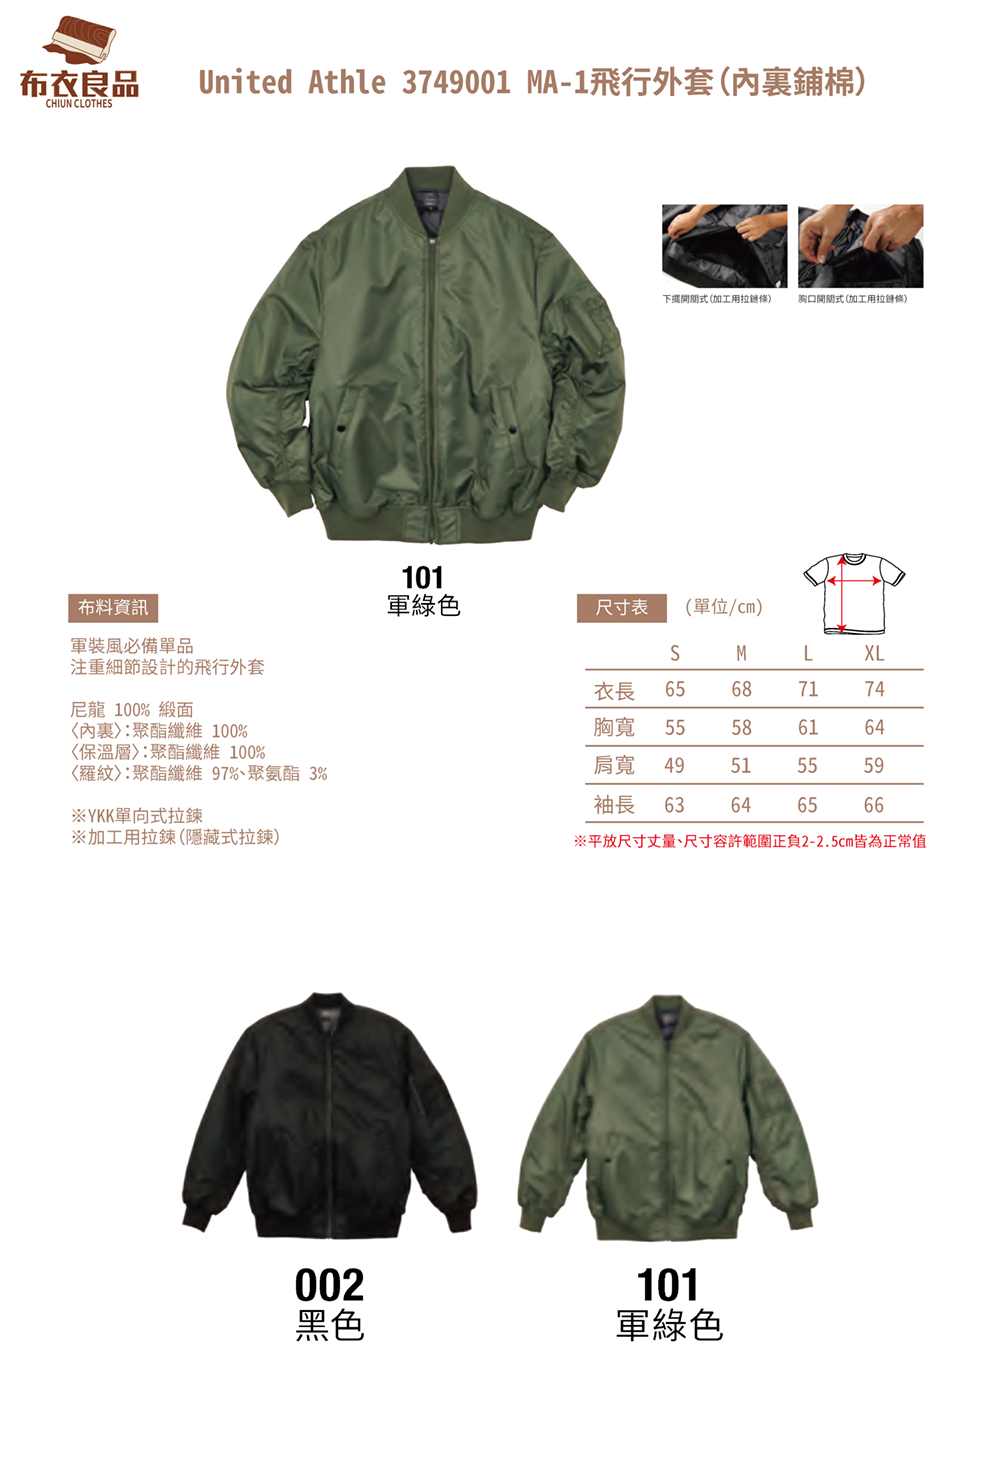 布衣良品
CHIUN CLOTHES
United Athle 3749001 MA-1飛行外套(內裏鋪棉)
下擺開關式(加工用拉鏈條)
胸口開關式(加工用拉鏈條)
101
軍綠色
布料資訊
軍裝風必備單品
注重細節設計的飛行外套
尼龍 100% 緞面
〈內裏〉:聚酯纖維 100%
〈保溫層〉:聚酯纖維 100%
〈羅紋〉:聚酯纖維 97%、聚氨酯 3%
※YKK單向式拉鍊
※加工用拉鍊(隱藏式拉鍊)
尺寸表 (單位/cm)
S M L XL
衣長 65 68 71 74
胸寬 55 58 61 64
肩寬 49 51 55 59
袖長 63 64 65 66
※平放尺寸丈量、尺寸容許範圍正負2-2.5cm皆為正常值
002
黑色
101
軍綠色